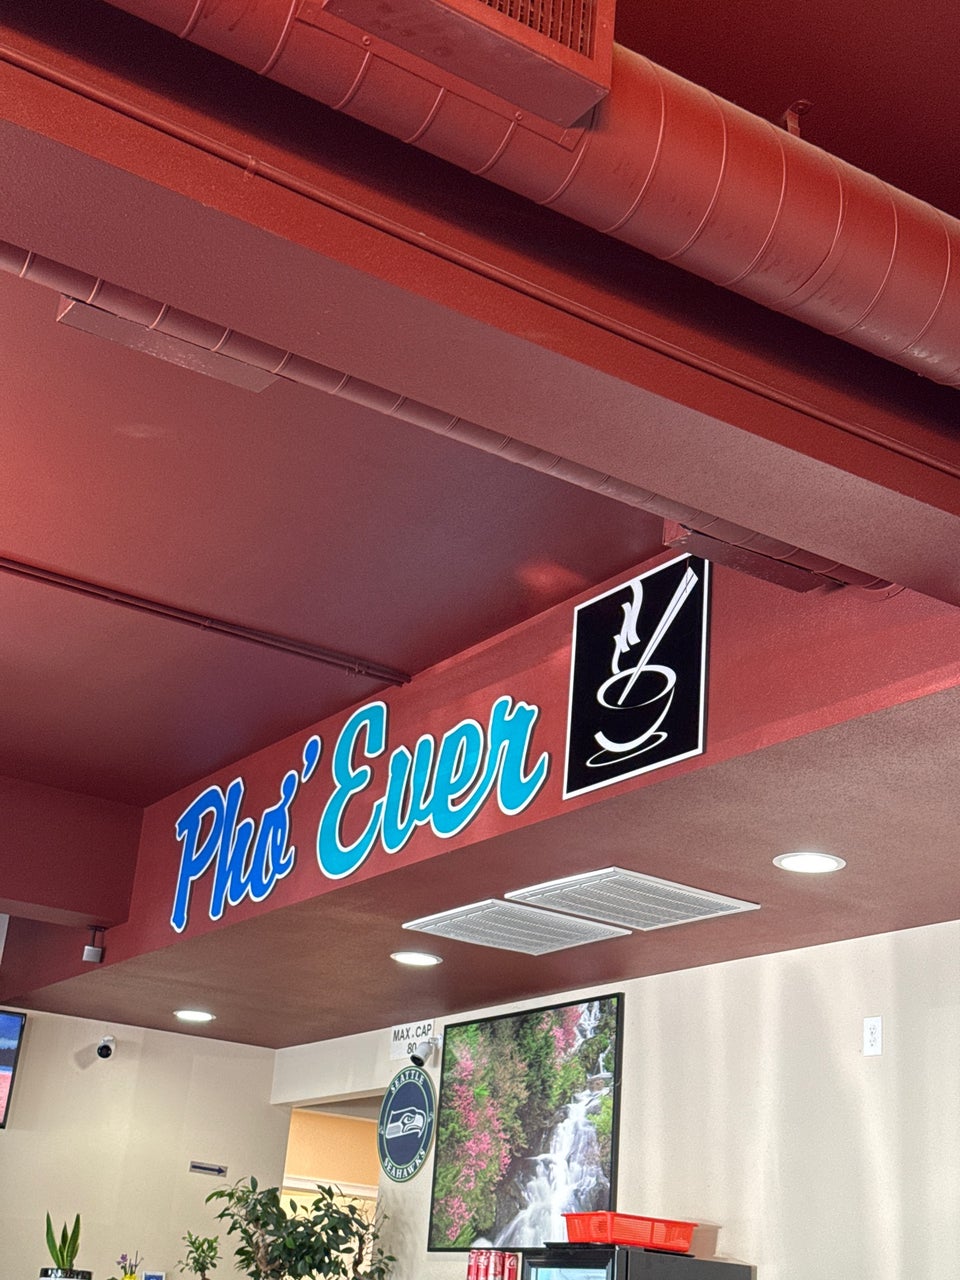 Phở' Ever
MAX. CAP
80
SEATTLE
SEAHAWKS